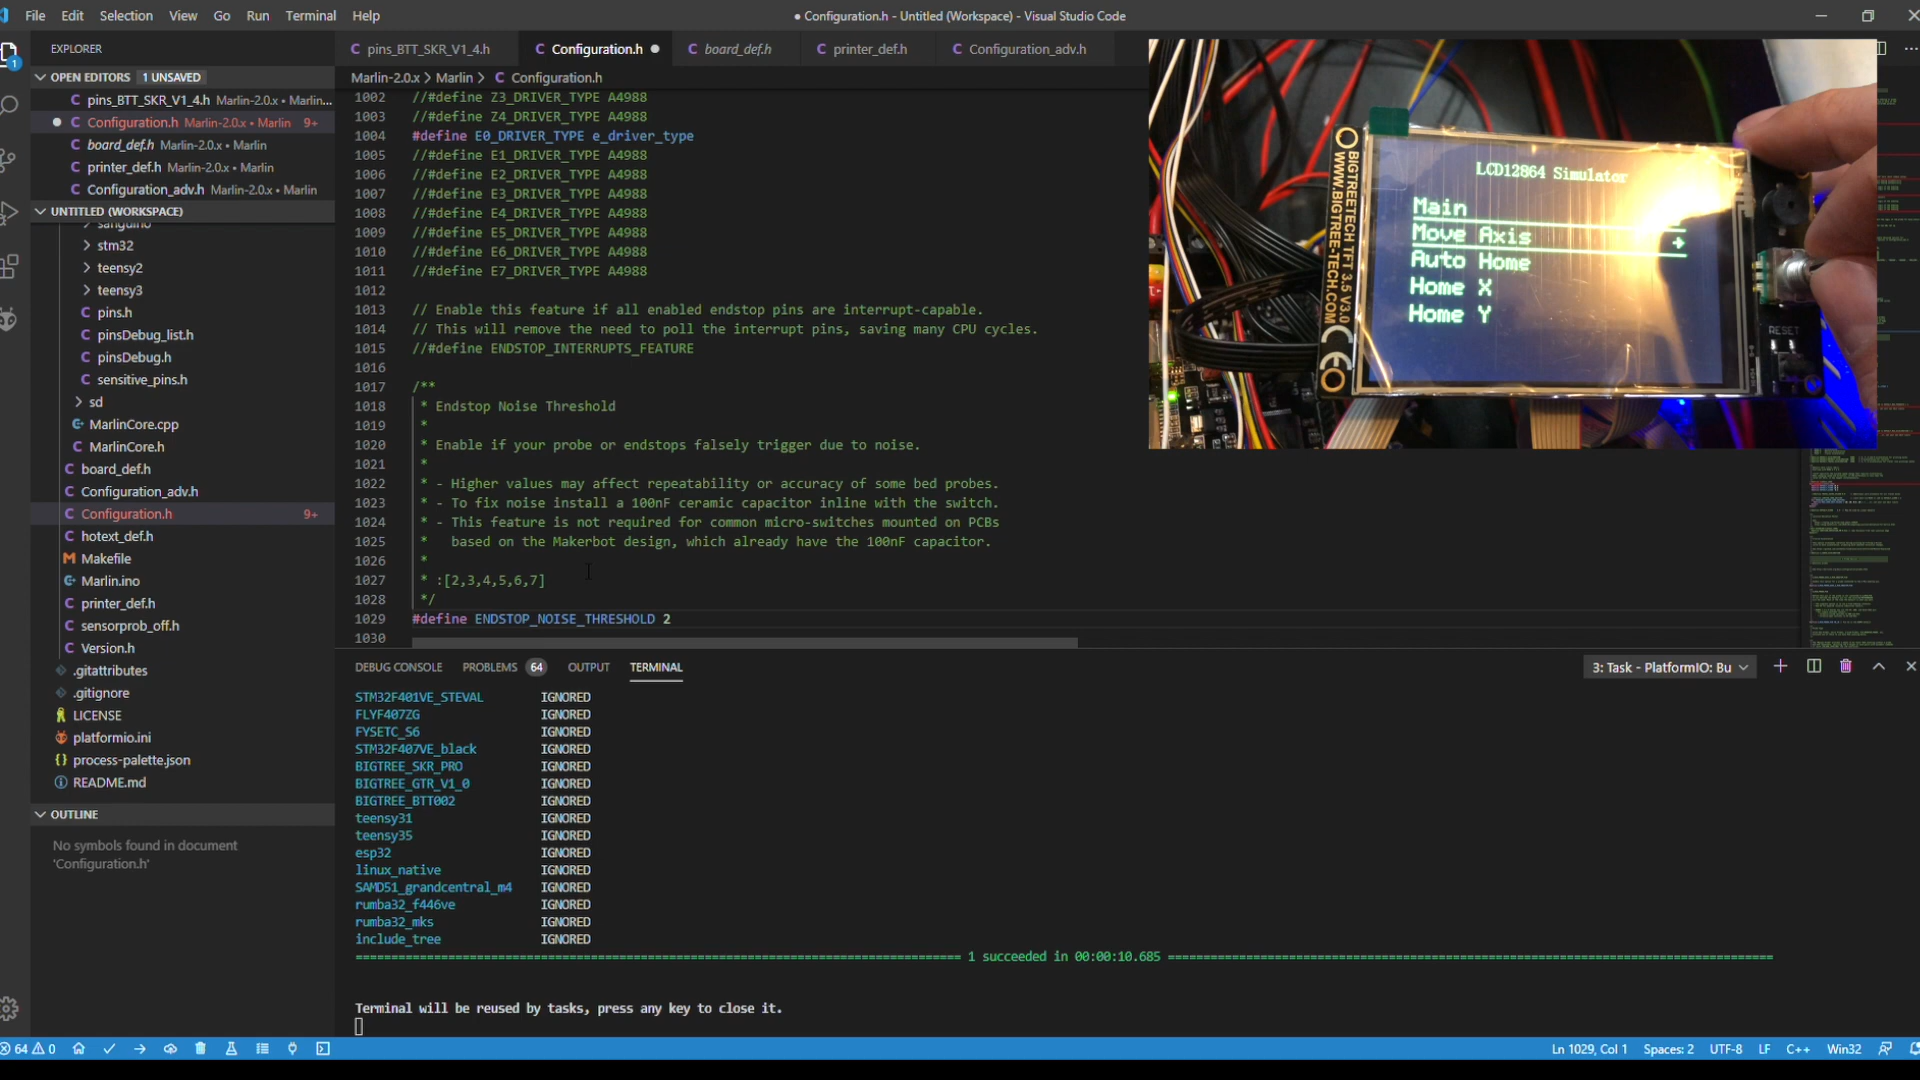 File Edit Selection View Go Run Terminal Help
● Configuration.h - Untitled (Workspace) - Visual Studio Code
EXPLORER
OPEN EDITORS 1 UNSAVED
C pins_BTT_SKR_V1_4.h Marlin-2.0.x • Marlin...
C Configuration.h Marlin-2.0.x • Marlin 9+
C board_def.h Marlin-2.0.x • Marlin
C printer_def.h Marlin-2.0.x • Marlin
C Configuration_adv.h Marlin-2.0.x • Marlin
UNTITLED (WORKSPACE)
sanguino
stm32
teensy2
teensy3
C pins.h
C pinsDebug_list.h
C pinsDebug.h
C sensitive_pins.h
sd
MarlinCore.cpp
C MarlinCore.h
C board_def.h
C Configuration_adv.h
C Configuration.h 9+
C hotext_def.h
M Makefile
Marlin.ino
C printer_def.h
C sensorprob_off.h
C Version.h
.gitattributes
.gitignore
LICENSE
platformio.ini
{} process-palette.json
README.md
OUTLINE
No symbols found in document
'Configuration.h'
C pins_BTT_SKR_V1_4.h C Configuration.h ● C board_def.h C printer_def.h C Configuration_adv.h
Marlin-2.0.x > Marlin > C Configuration.h
1002 //#define Z3_DRIVER_TYPE A4988
1003 //#define Z4_DRIVER_TYPE A4988
1004 #define E0_DRIVER_TYPE e_driver_type
1005 //#define E1_DRIVER_TYPE A4988
1006 //#define E2_DRIVER_TYPE A4988
1007 //#define E3_DRIVER_TYPE A4988
1008 //#define E4_DRIVER_TYPE A4988
1009 //#define E5_DRIVER_TYPE A4988
1010 //#define E6_DRIVER_TYPE A4988
1011 //#define E7_DRIVER_TYPE A4988
1012
1013 // Enable this feature if all enabled endstop pins are interrupt-capable.
1014 // This will remove the need to poll the interrupt pins, saving many CPU cycles.
1015 //#define ENDSTOP_INTERRUPTS_FEATURE
1016
1017 /**
1018 * Endstop Noise Threshold
1019 *
1020 * Enable if your probe or endstops falsely trigger due to noise.
1021 *
1022 * - Higher values may affect repeatability or accuracy of some bed probes.
1023 * - To fix noise install a 100nF ceramic capacitor inline with the switch.
1024 * - This feature is not required for common micro-switches mounted on PCBs
1025 *   based on the Makerbot design, which already have the 100nF capacitor.
1026 *
1027 * :[2,3,4,5,6,7]
1028 */
1029 #define ENDSTOP_NOISE_THRESHOLD 2
1030
LCD12864 Simulator
Main
Move Axis
Auto Home
Home X
Home Y
BIGTREETECH TFT 3.5 V3.0
WWW.BIGTREE-TECH.COM
CE
RESET
DEBUG CONSOLE PROBLEMS 64 OUTPUT TERMINAL
3: Task - PlatformIO: Bu
STM32F401VE_STEVAL IGNORED
FLYF407ZG IGNORED
FYSETC_S6 IGNORED
STM32F407VE_black IGNORED
BIGTREE_SKR_PRO IGNORED
BIGTREE_GTR_V1_0 IGNORED
BIGTREE_BTT002 IGNORED
teensy31 IGNORED
teensy35 IGNORED
esp32 IGNORED
linux_native IGNORED
SAMD51_grandcentral_m4 IGNORED
rumba32_f446ve IGNORED
rumba32_mks IGNORED
include_tree IGNORED
1 succeeded in 00:00:10.685
Terminal will be reused by tasks, press any key to close it.
64 0
Ln 1029, Col 1 Spaces: 2 UTF-8 LF C++ Win32